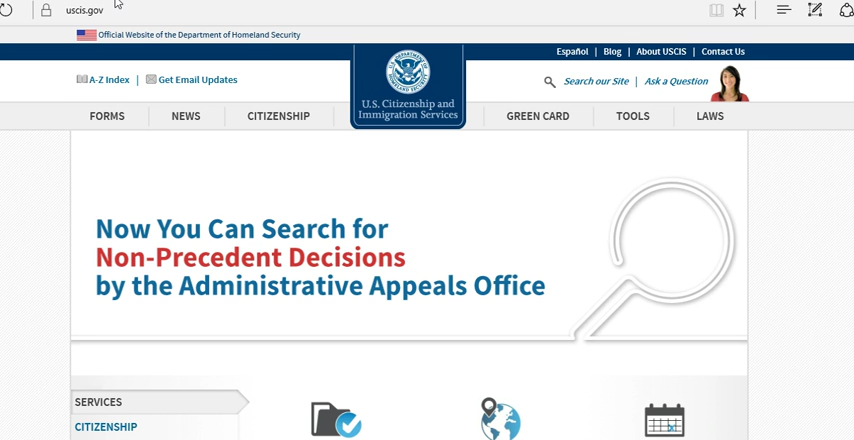 uscis.gov
Official Website of the Department of Homeland Security
Español | Blog | About USCIS | Contact Us
A-Z Index | Get Email Updates
Search our Site | Ask a Question
U.S. Citizenship and
Immigration Services
FORMS NEWS CITIZENSHIP GREEN CARD TOOLS LAWS
Now You Can Search for
Non-Precedent Decisions
by the Administrative Appeals Office
SERVICES
CITIZENSHIP